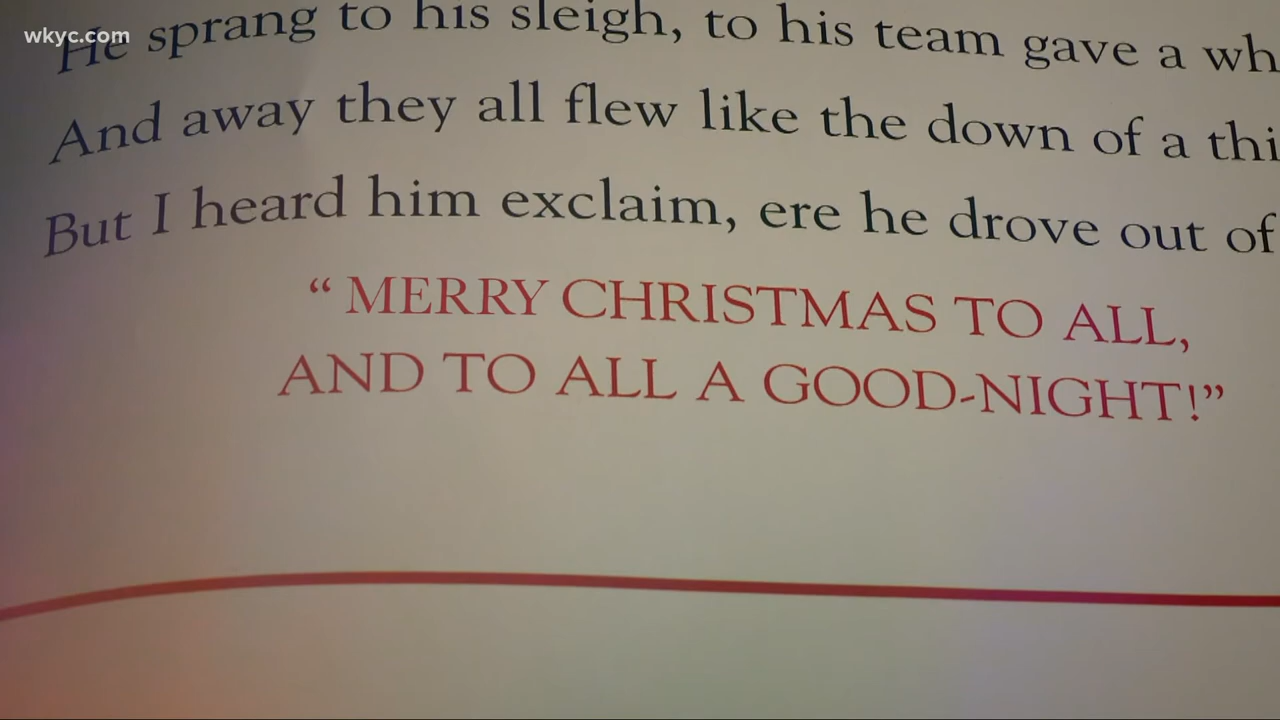 wkyc.com
He sprang to his sleigh, to his team gave a wh
And away they all flew like the down of a thi
But I heard him exclaim, ere he drove out of
“ MERRY CHRISTMAS TO ALL,
AND TO ALL A GOOD-NIGHT!”